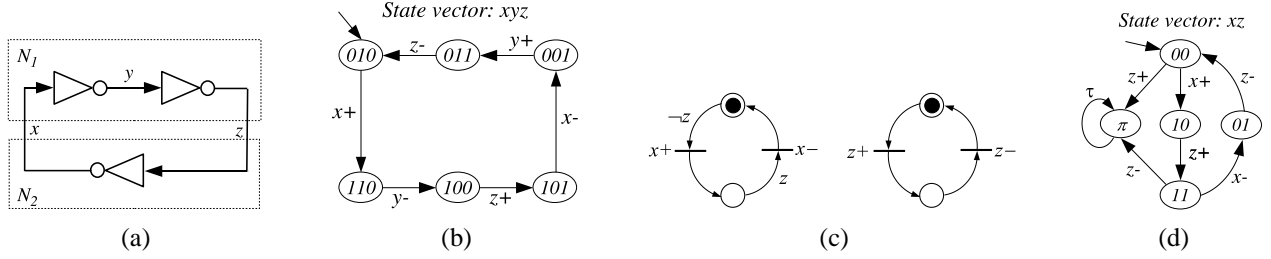 State vector: xyz
State vector: xz
N1
y
x
z
N2
(a)
010
z-
011
y+
001
x+
x-
110
y-
100
z+
101
(b)
¬z
x+
x−
z
z+
z−
(c)
00
z+
x+
z-
τ
π
10
01
z+
z-
x-
11
(d)